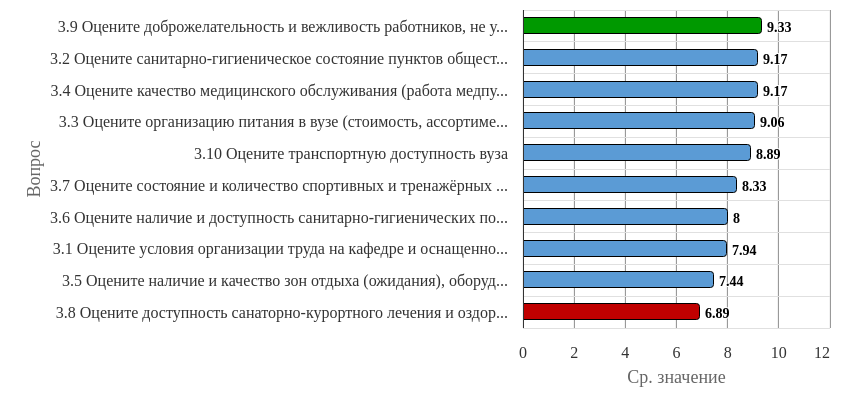 3.9 Оцените доброжелательность и вежливость работников, не у... 9.33
3.2 Оцените санитарно-гигиеническое состояние пунктов общест... 9.17
3.4 Оцените качество медицинского обслуживания (работа медпу... 9.17
3.3 Оцените организацию питания в вузе (стоимость, ассортиме... 9.06
3.10 Оцените транспортную доступность вуза 8.89
3.7 Оцените состояние и количество спортивных и тренажёрных ... 8.33
3.6 Оцените наличие и доступность санитарно-гигиенических по... 8
3.1 Оцените условия организации труда на кафедре и оснащенно... 7.94
3.5 Оцените наличие и качество зон отдыха (ожидания), оборуд... 7.44
3.8 Оцените доступность санаторно-курортного лечения и оздор... 6.89
Вопрос
0 2 4 6 8 10 12
Ср. значение